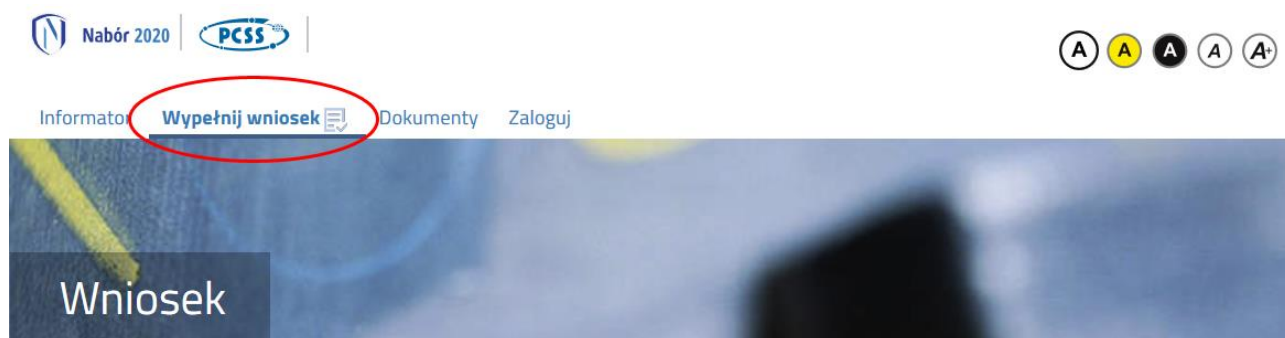 Nabór 2020 PCSS A A A A A+
Informator Wypełnij wniosek Dokumenty Zaloguj
Wniosek